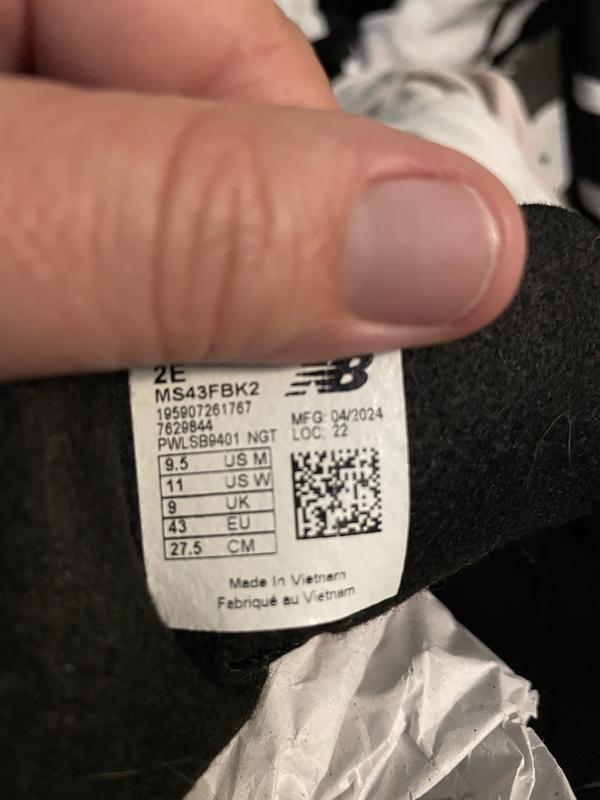 2E
MS43FBK2
195907261767
7629844
PWLSB9401 NGT
MFG: 04/2024
LOC: 22
9.5 US M
11 US W
9 UK
43 EU
27.5 CM
Made In Vietnam
Fabriqué au Vietnam